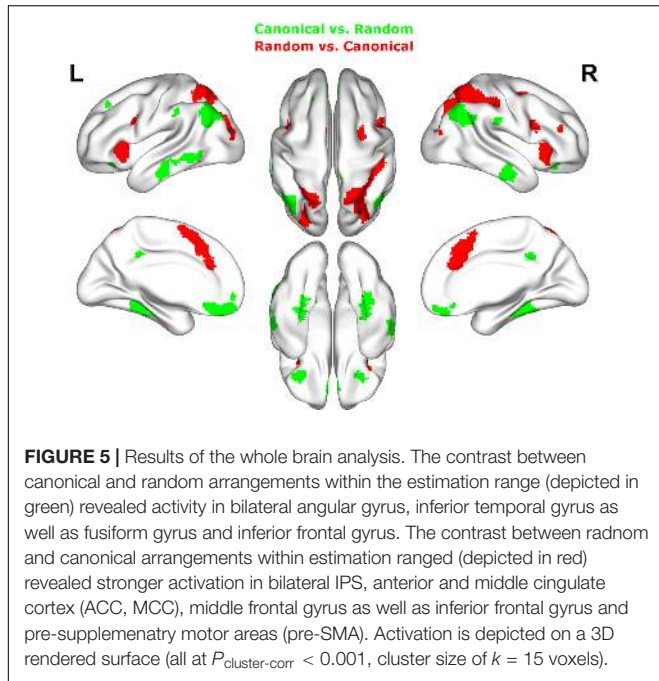 Canonical vs. Random
Random vs. Canonical
L
R
FIGURE 5 | Results of the whole brain analysis. The contrast between
canonical and random arrangements within the estimation range (depicted in
green) revealed activity in bilateral angular gyrus, inferior temporal gyrus as
well as fusiform gyrus and inferior frontal gyrus. The contrast between radnom
and canonical arrangements within estimation ranged (depicted in red)
revealed stronger activation in bilateral IPS, anterior and middle cingulate
cortex (ACC, MCC), middle frontal gyrus as well as inferior frontal gyrus and
pre-supplemenatry motor areas (pre-SMA). Activation is depicted on a 3D
rendered surface (all at Pcluster-corr < 0.001, cluster size of k = 15 voxels).